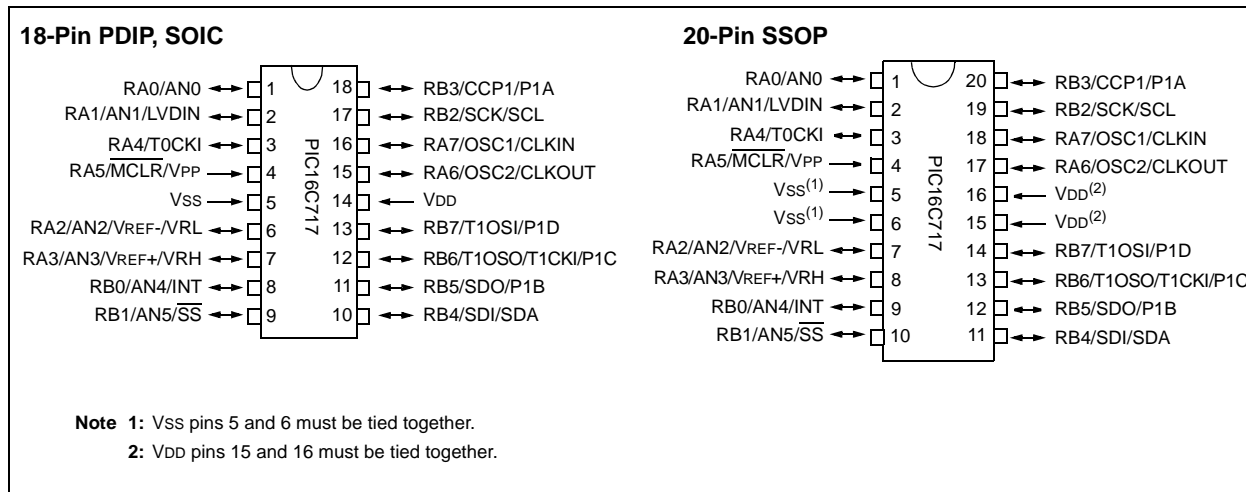 18-Pin PDIP, SOIC
RA0/AN0 1 18 RB3/CCP1/P1A
RA1/AN1/LVDIN 2 17 RB2/SCK/SCL
RA4/T0CKI 3 16 RA7/OSC1/CLKIN
RA5/MCLR/VPP 4 15 RA6/OSC2/CLKOUT
VSS 5 14 VDD
RA2/AN2/VREF-/VRL 6 13 RB7/T1OSI/P1D
RA3/AN3/VREF+/VRH 7 12 RB6/T1OSO/T1CKI/P1C
RB0/AN4/INT 8 11 RB5/SDO/P1B
RB1/AN5/SS 9 10 RB4/SDI/SDA
PIC16C717
20-Pin SSOP
RA0/AN0 1 20 RB3/CCP1/P1A
RA1/AN1/LVDIN 2 19 RB2/SCK/SCL
RA4/T0CKI 3 18 RA7/OSC1/CLKIN
RA5/MCLR/VPP 4 17 RA6/OSC2/CLKOUT
VSS(1) 5 16 VDD(2)
VSS(1) 6 15 VDD(2)
RA2/AN2/VREF-/VRL 7 14 RB7/T1OSI/P1D
RA3/AN3/VREF+/VRH 8 13 RB6/T1OSO/T1CKI/P1C
RB0/AN4/INT 9 12 RB5/SDO/P1B
RB1/AN5/SS 10 11 RB4/SDI/SDA
PIC16C717
Note 1: VSS pins 5 and 6 must be tied together.
2: VDD pins 15 and 16 must be tied together.